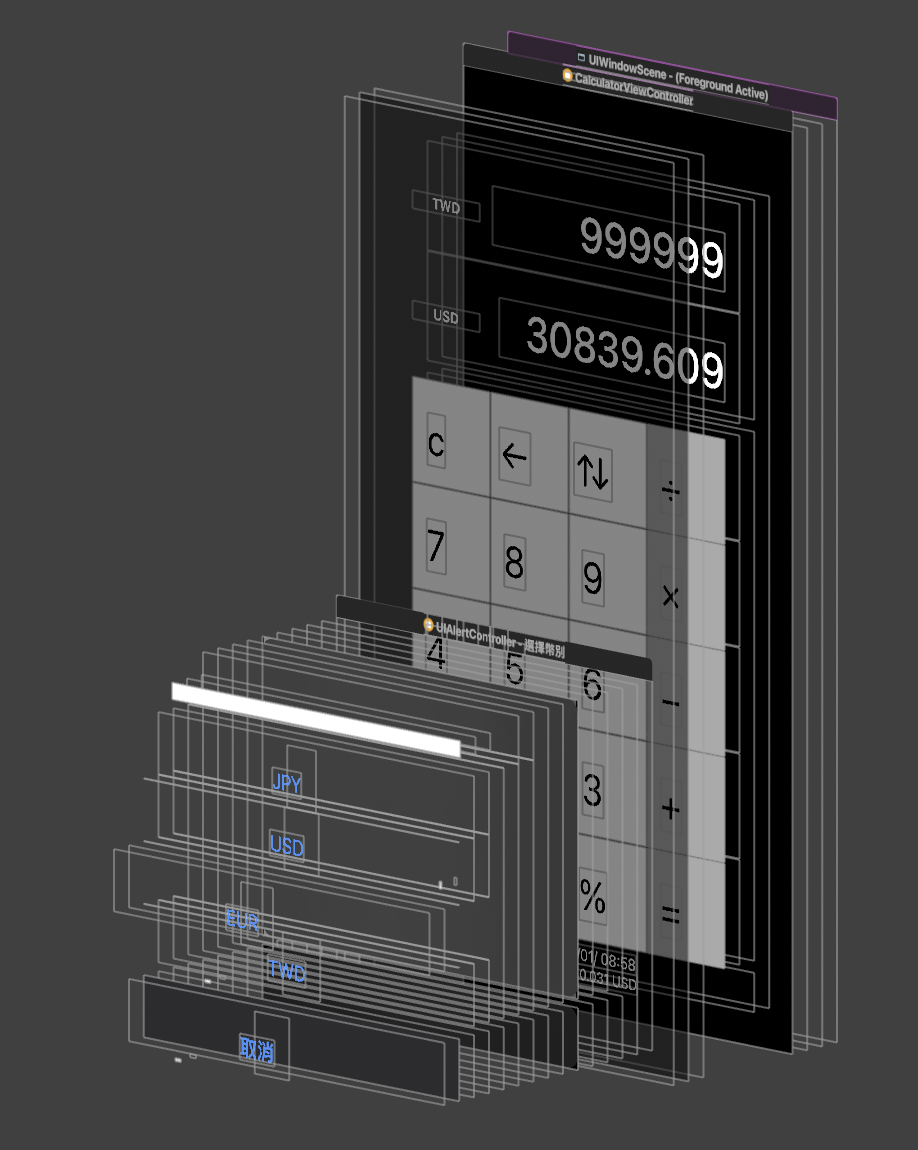 UIWindowScene - (Foreground Active)
CalculatorViewController
TWD
999999
USD
30839.609
C
←
↑↓
÷
7
8
9
×
UIAlertController - 選擇幣別
4
5
6
−
JPY
3
+
USD
%
=
EUR
/01/ 08:58
TWD
0.031 USD
取消